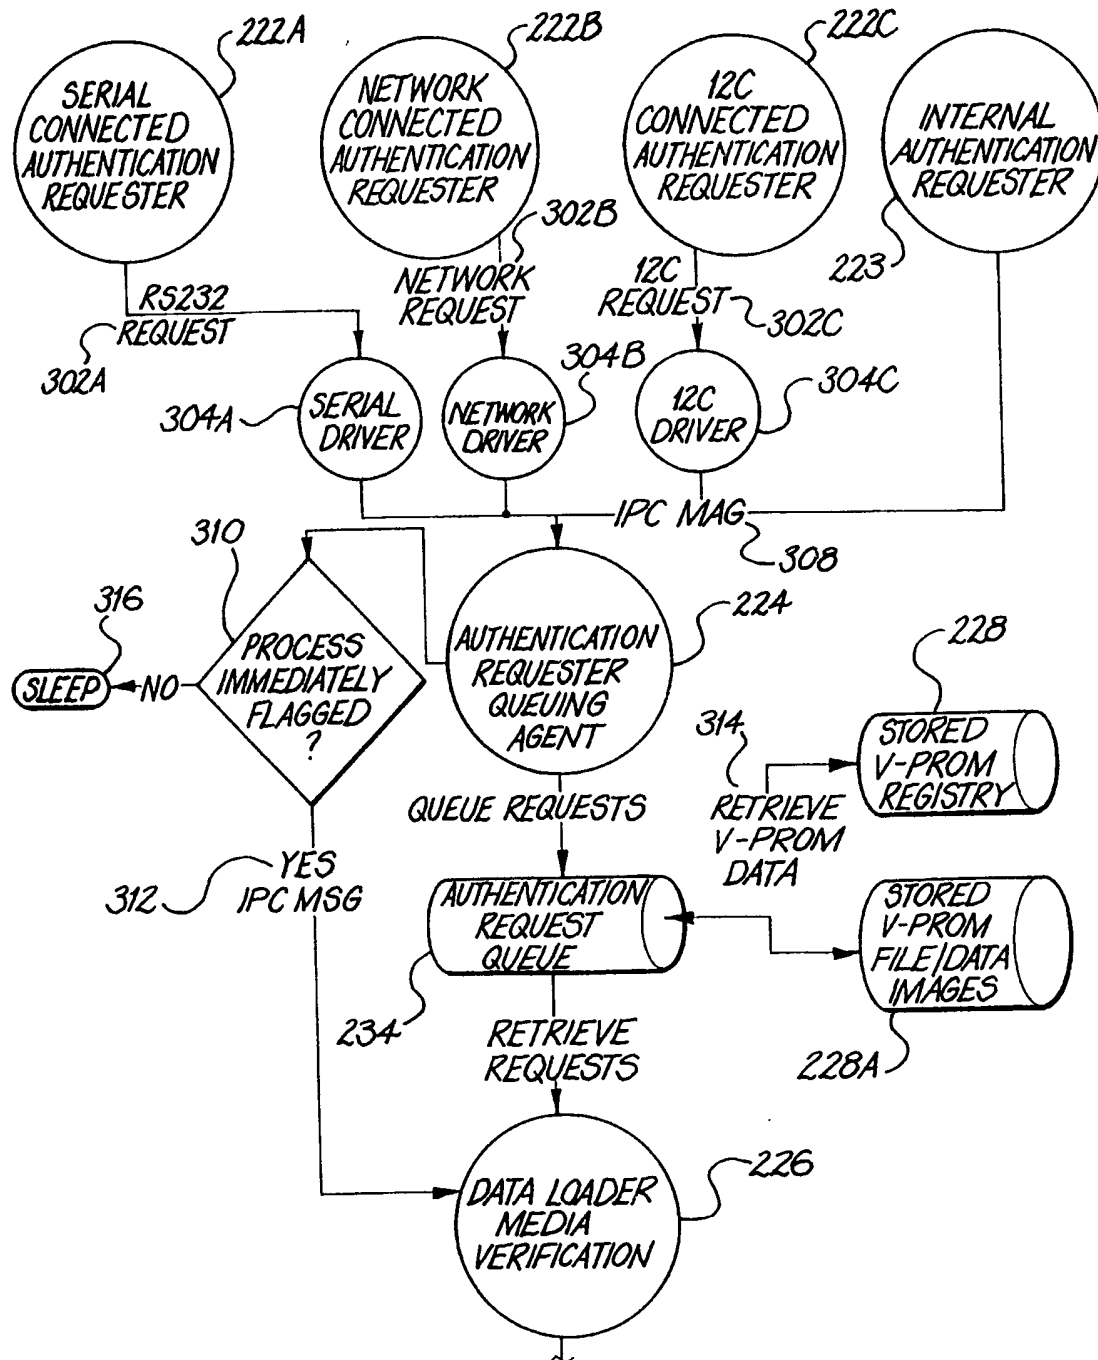 222A
222B
222C
SERIAL
CONNECTED
AUTHENTICATION
REQUESTER
NETWORK
CONNECTED
AUTHENTICATION
REQUESTER
12C
CONNECTED
AUTHENTICATION
REQUESTER
INTERNAL
AUTHENTICATION
REQUESTER
223
RS232
REQUEST
302A
302B
NETWORK
REQUEST
12C
REQUEST
302C
304A
SERIAL
DRIVER
NETWORK
DRIVER
304B
12C
DRIVER
304C
IPC MAG
308
310
316
SLEEP
NO
PROCESS
IMMEDIATELY
FLAGGED
?
AUTHENTICATION
REQUESTER
QUEUING
AGENT
224
228
STORED
V-PROM
REGISTRY
314
RETRIEVE
V-PROM
DATA
QUEUE REQUESTS
312
YES
IPC MSG
AUTHENTICATION
REQUEST
QUEUE
234
STORED
V-PROM
FILE/DATA
IMAGES
228A
RETRIEVE
REQUESTS
DATA LOADER
MEDIA
VERIFICATION
226